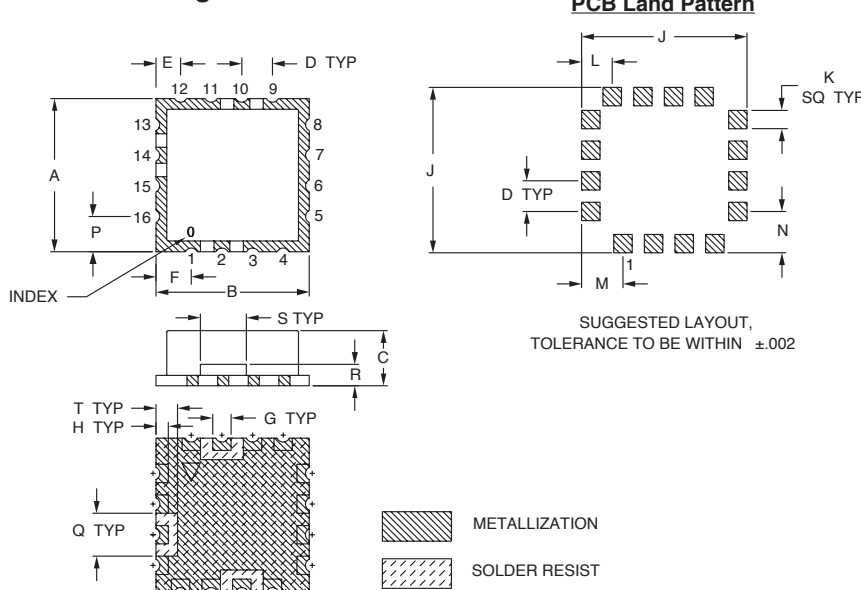 PCB Land Pattern
E
D TYP
12 11 10 9
13
14
15
16
8
7
6
5
A
P
0
1 2 3 4
F
B
INDEX
J
L
K
SQ TYP
J
D TYP
N
M
1
SUGGESTED LAYOUT,
TOLERANCE TO BE WITHIN ±.002
S TYP
C
R
T TYP
H TYP
G TYP
Q TYP
METALLIZATION
SOLDER RESIST